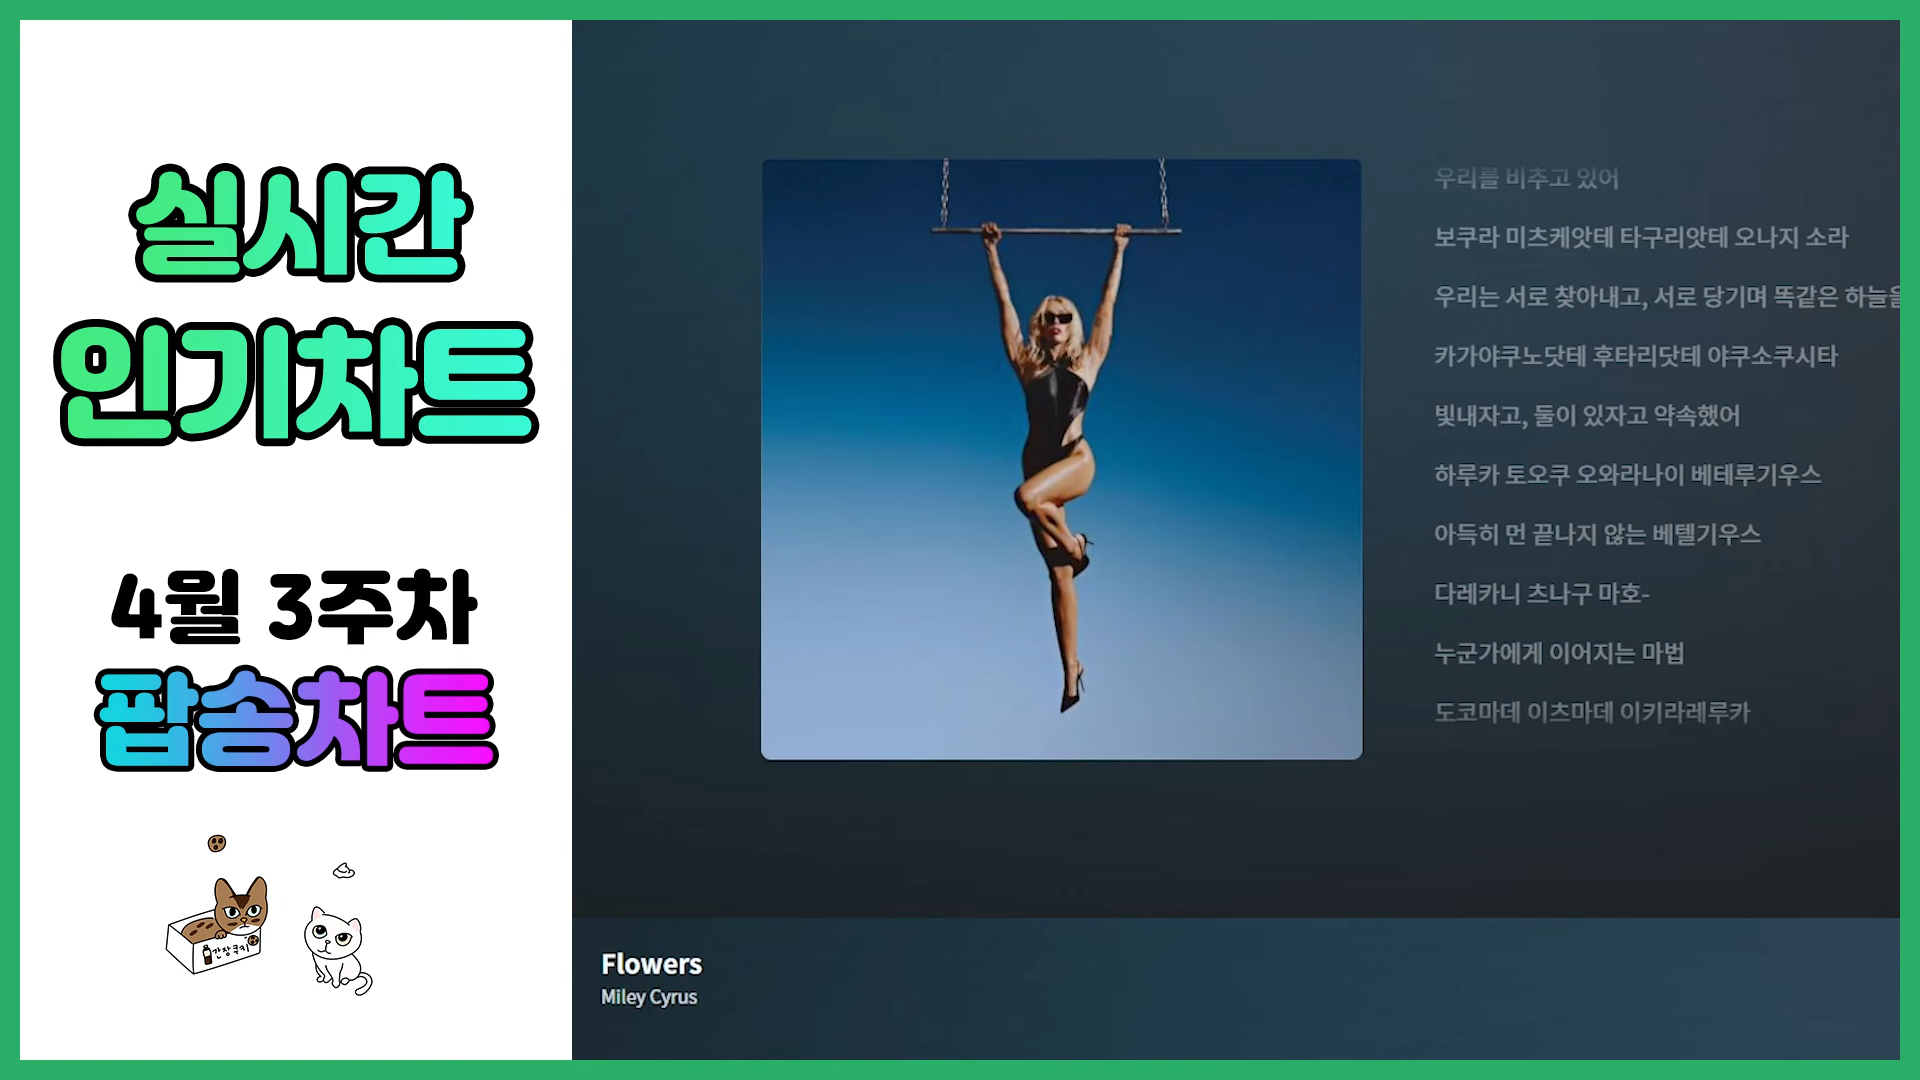 실시간
인기차트
4월 3주차
팝송차트
간장쿠키
우리를 비추고 있어
보쿠라 미츠케앗테 타구리앗테 오나지 소라
우리는 서로 찾아내고, 서로 당기며 똑같은 하늘을
카가야쿠노닷테 후타리닷테 야쿠소쿠시타
빛내자고, 둘이 있자고 약속했어
하루카 토오쿠 오와라나이 베테루기우스
아득히 먼 끝나지 않는 베텔기우스
다레카니 츠나구 마호-
누군가에게 이어지는 마법
도코마데 이츠마데 이키라레루카
Flowers
Miley Cyrus